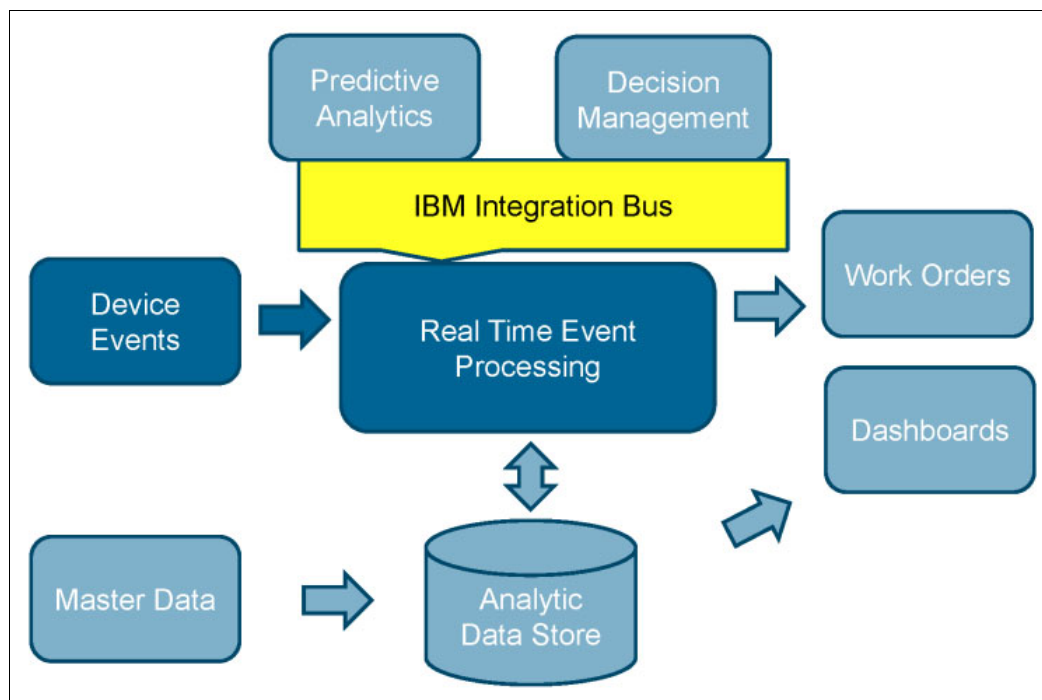 Predictive
Analytics
Decision
Management
IBM Integration Bus
Device
Events
Real Time Event
Processing
Work Orders
Dashboards
Master Data
Analytic
Data Store